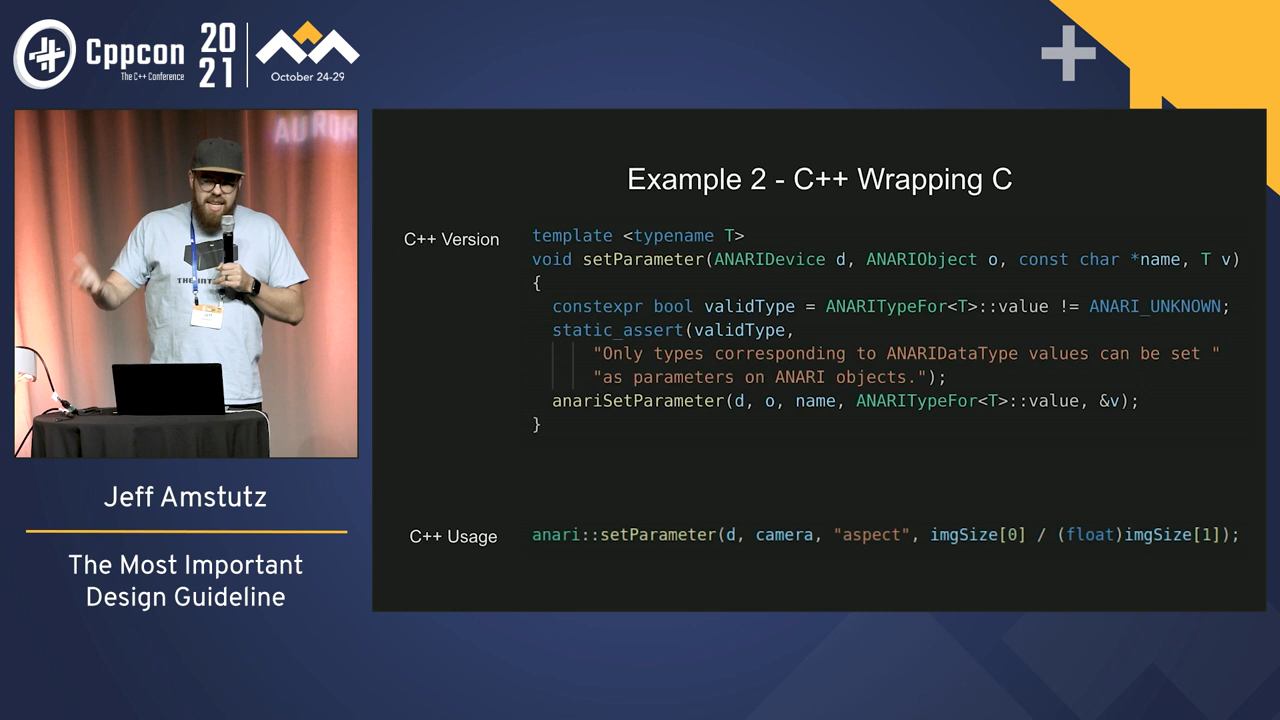 Cppcon
The C++ Conference
20
21
October 24-29
AUROR
THE INT
Jeff Amstutz
The Most Important
Design Guideline
Example 2 - C++ Wrapping C
C++ Version
template <typename T>
void setParameter(ANARIDevice d, ANARIObject o, const char *name, T v)
{
  constexpr bool validType = ANARITypeFor<T>::value != ANARI_UNKNOWN;
  static_assert(validType,
      "Only types corresponding to ANARIDataType values can be set "
      "as parameters on ANARI objects.");
  anariSetParameter(d, o, name, ANARITypeFor<T>::value, &v);
}
C++ Usage
anari::setParameter(d, camera, "aspect", imgSize[0] / (float)imgSize[1]);